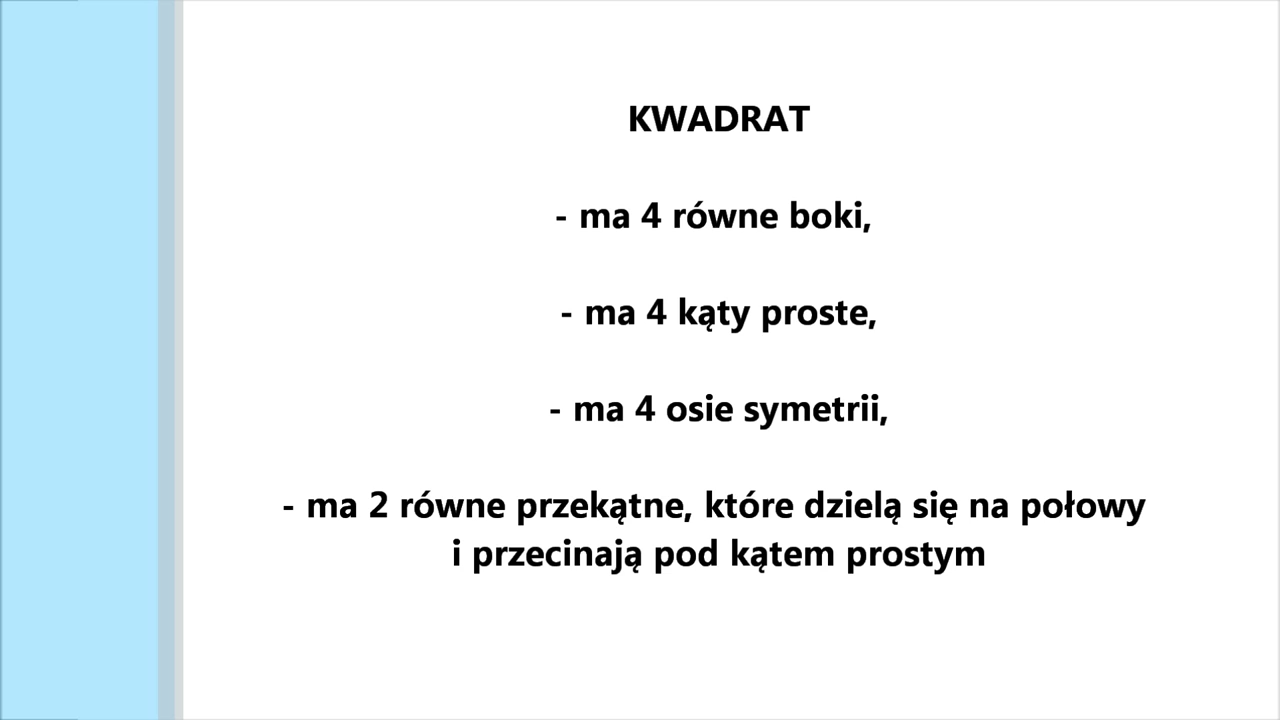 KWADRAT
- ma 4 równe boki,
- ma 4 kąty proste,
- ma 4 osie symetrii,
- ma 2 równe przekątne, które dzielą się na połowy
i przecinają pod kątem prostym